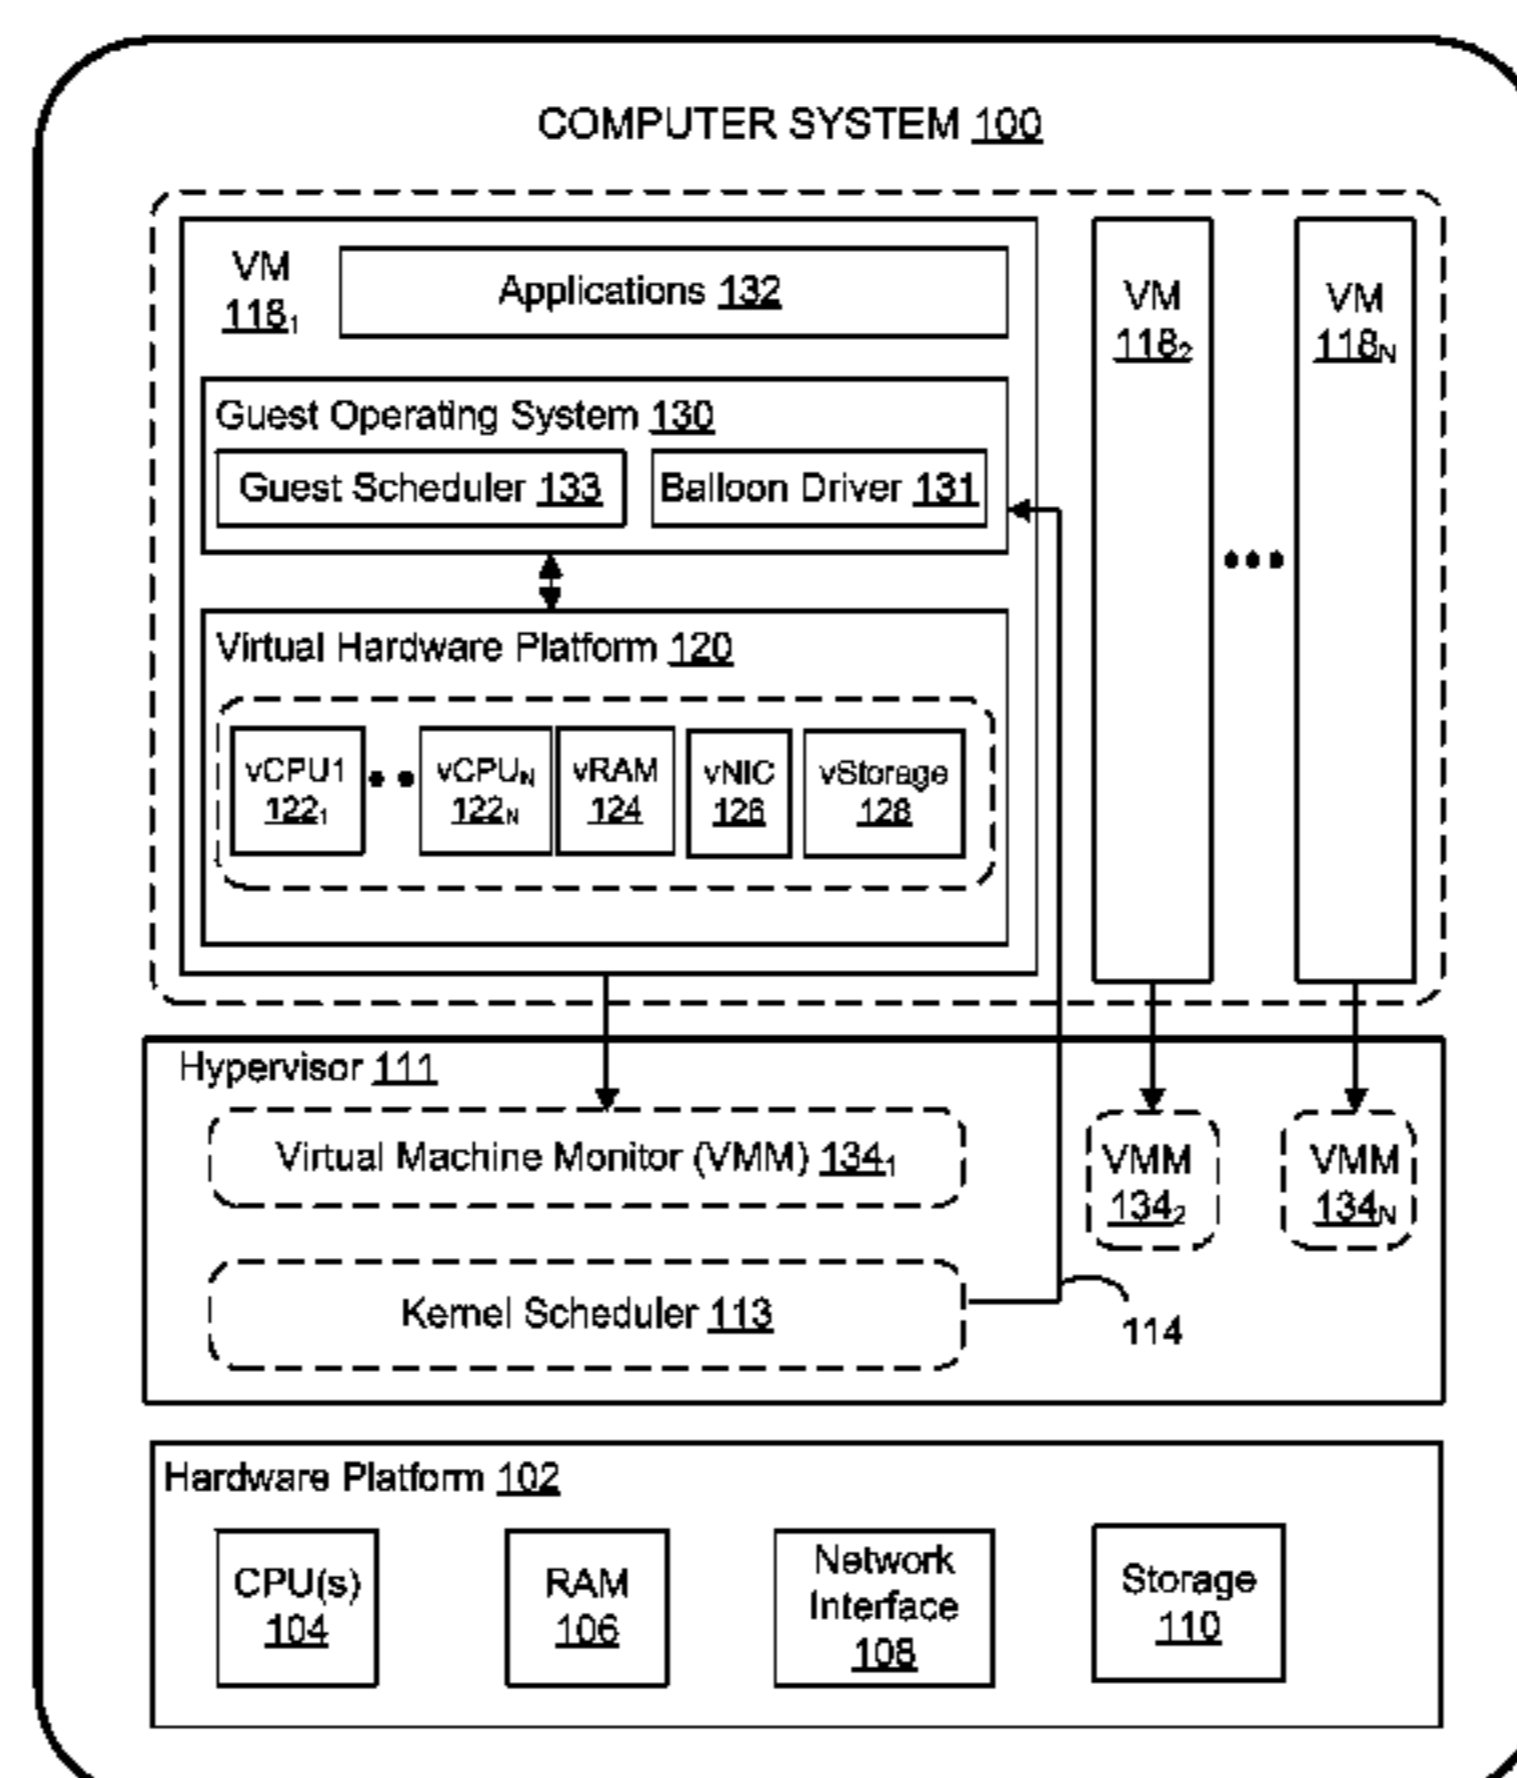 COMPUTER SYSTEM 100
VM
118₁
Applications 132
VM
118₂
VM
118N
Guest Operating System 130
Guest Scheduler 133
Balloon Driver 131
Virtual Hardware Platform 120
vCPU1
122₁
vCPUN
122N
vRAM
124
vNIC
126
vStorage
128
Hypervisor 111
Virtual Machine Monitor (VMM) 134₁
VMM
134₂
VMM
134N
Kernel Scheduler 113
114
Hardware Platform 102
CPU(s)
104
RAM
106
Network
Interface
108
Storage
110